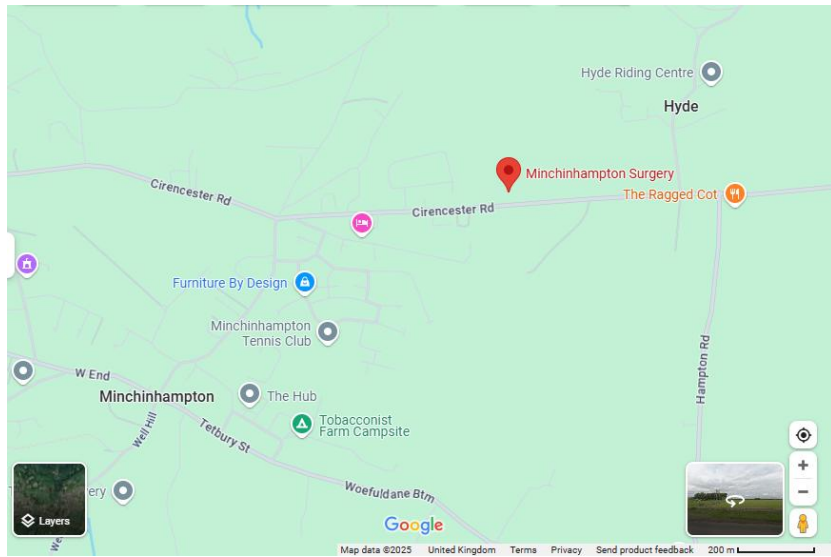 Hyde Riding Centre
Hyde
Minchinhampton Surgery
Cirencester Rd
The Ragged Cot
Cirencester Rd
Furniture By Design
Minchinhampton
Tennis Club
Hampton Rd
W End
Minchinhampton
The Hub
Well Hill
Tobacconist
Farm Campsite
Tetbury St
Woefuldane Btm
Layers
Google
Map data ©2025 United Kingdom Terms Privacy Send product feedback 200 m